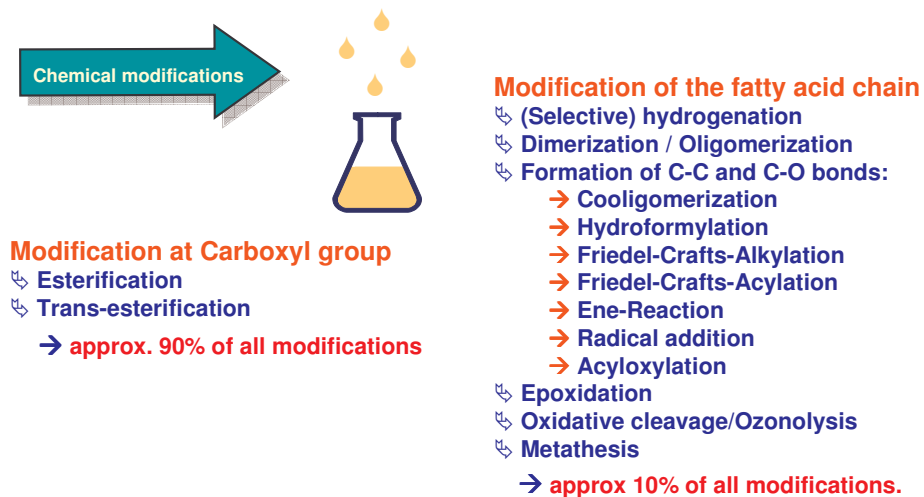 Chemical modifications
Modification at Carboxyl group
Esterification
Trans-esterification
→ approx. 90% of all modifications
Modification of the fatty acid chain
(Selective) hydrogenation
Dimerization / Oligomerization
Formation of C-C and C-O bonds:
→ Cooligomerization
→ Hydroformylation
→ Friedel-Crafts-Alkylation
→ Friedel-Crafts-Acylation
→ Ene-Reaction
→ Radical addition
→ Acyloxylation
Epoxidation
Oxidative cleavage/Ozonolysis
Metathesis
→ approx 10% of all modifications.